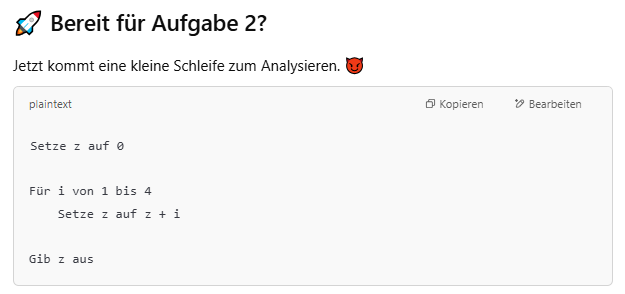 🚀 Bereit für Aufgabe 2?
Jetzt kommt eine kleine Schleife zum Analysieren. 😈
plaintext Kopieren Bearbeiten
Setze z auf 0
Für i von 1 bis 4
    Setze z auf z + i
Gib z aus